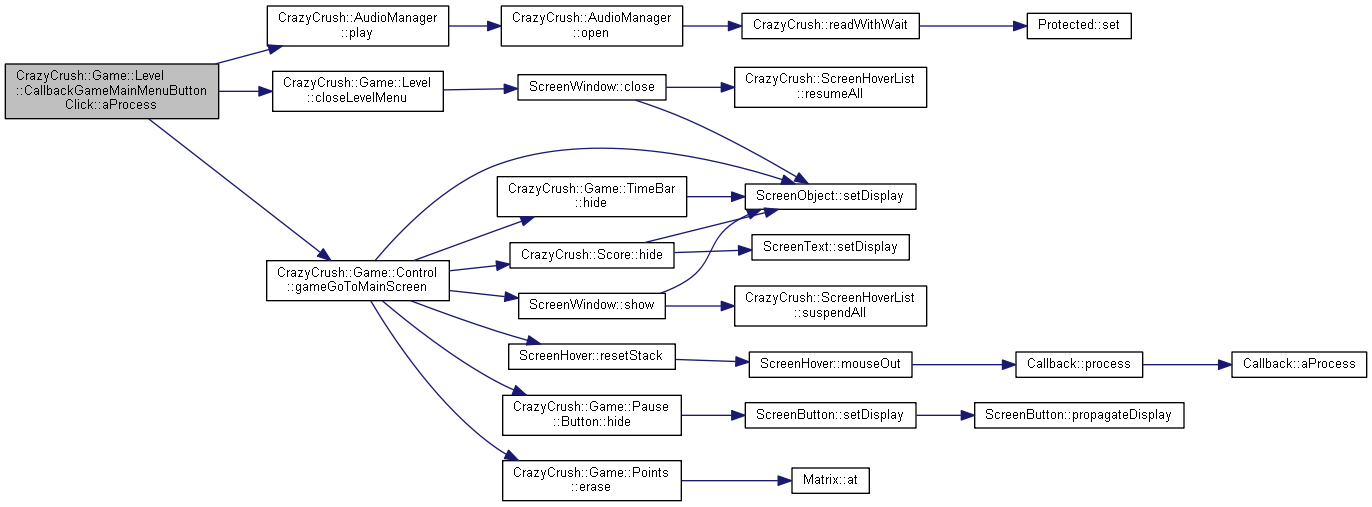 CrazyCrush::AudioManager
::play
CrazyCrush::AudioManager
::open
CrazyCrush::readWithWait
Protected::set
CrazyCrush::Game::Level
::CallbackGameMainMenuButton
Click::aProcess
CrazyCrush::Game::Level
::closeLevelMenu
ScreenWindow::close
CrazyCrush::ScreenHoverList
::resumeAll
CrazyCrush::Game::TimeBar
::hide
ScreenObject::setDisplay
CrazyCrush::Score::hide
ScreenText::setDisplay
CrazyCrush::Game::Control
::gameGoToMainScreen
ScreenWindow::show
CrazyCrush::ScreenHoverList
::suspendAll
ScreenHover::resetStack
ScreenHover::mouseOut
Callback::process
Callback::aProcess
CrazyCrush::Game::Pause
::Button::hide
ScreenButton::setDisplay
ScreenButton::propagateDisplay
CrazyCrush::Game::Points
::erase
Matrix::at